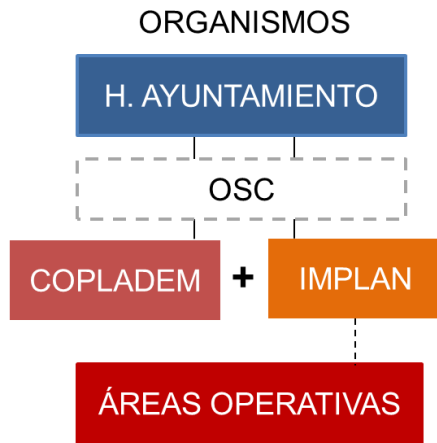 ORGANISMOS
H. AYUNTAMIENTO
OSC
COPLADEM + IMPLAN
ÁREAS OPERATIVAS